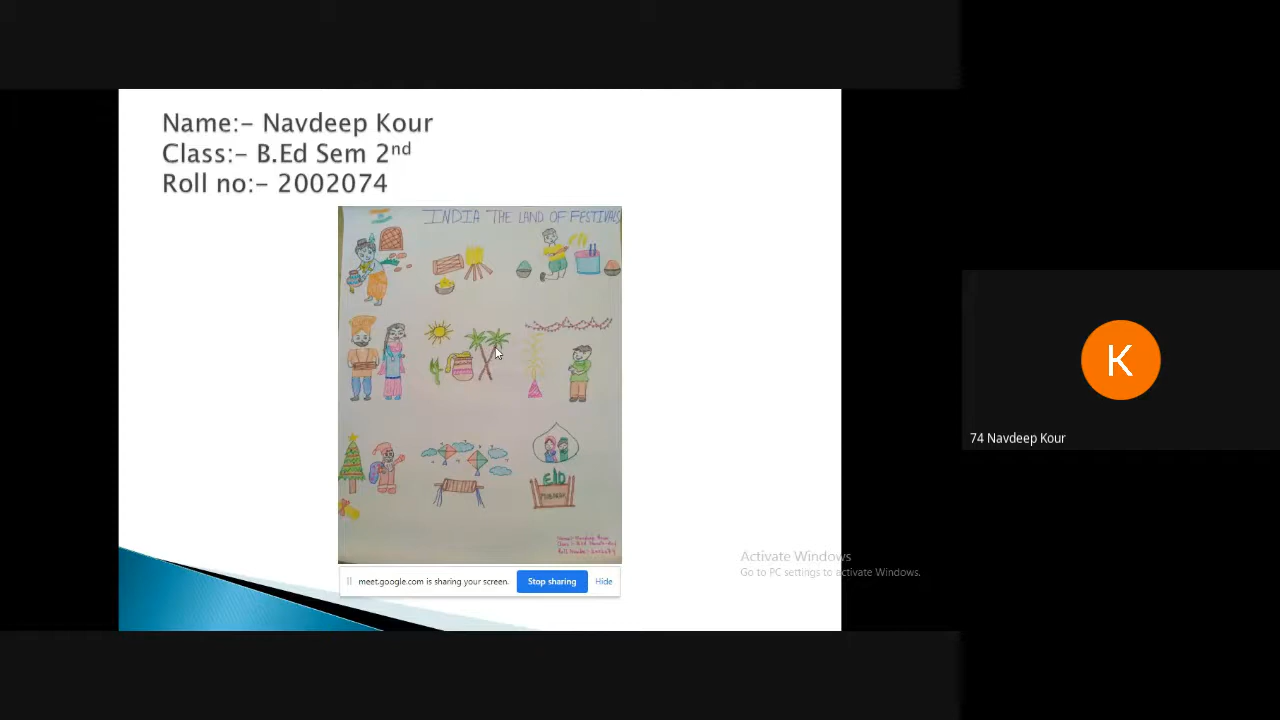 Name:- Navdeep Kour
Class:- B.Ed Sem 2nd
Roll no:- 2002074
INDIA THE LAND OF FESTIVALS
EID
MUBARAK
meet.google.com is sharing your screen.
Stop sharing
Hide
Activate Windows
Go to PC settings to activate Windows.
K
74 Navdeep Kour